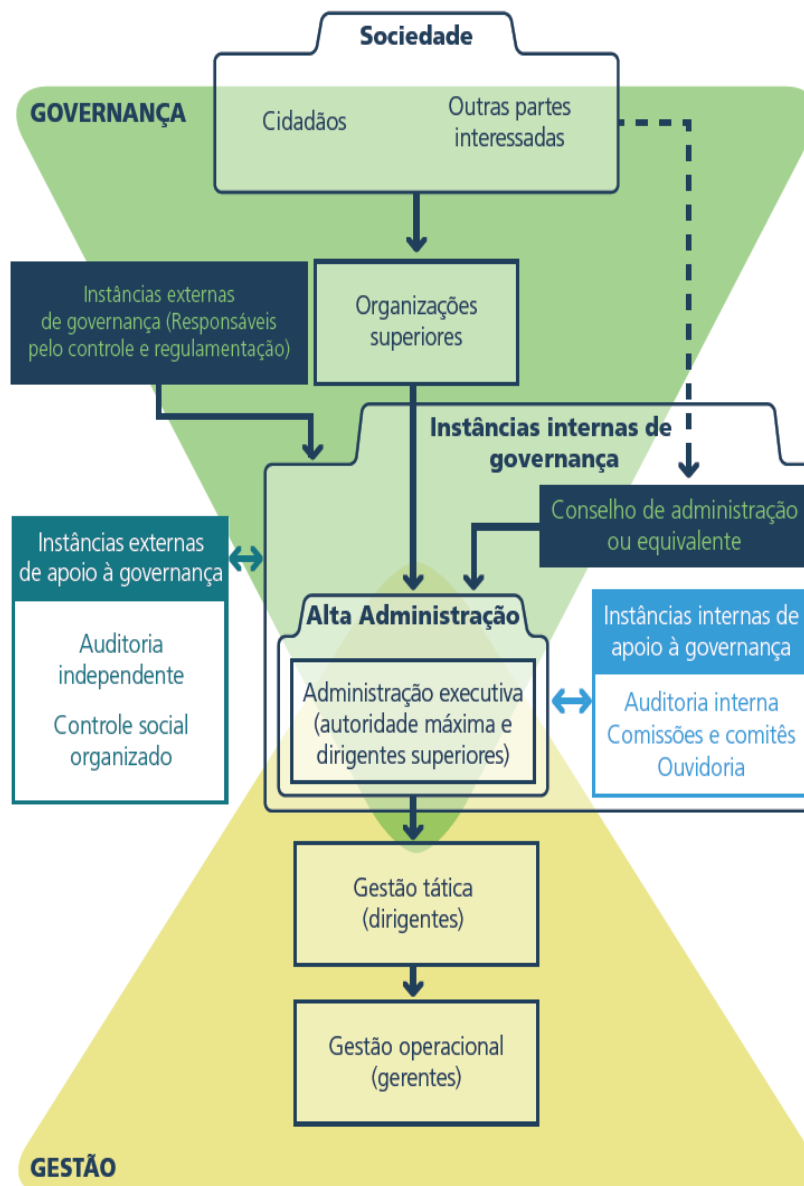 Sociedade
GOVERNANÇA
Cidadãos
Outras partes
interessadas
Instâncias externas
de governança (Responsáveis
pelo controle e regulamentação)
Organizações
superiores
Instâncias internas de
governança
Conselho de administração
ou equivalente
Instâncias externas
de apoio à governança
Auditoria
independente
Controle social
organizado
Alta Administração
Administração executiva
(autoridade máxima e
dirigentes superiores)
Instâncias internas de
apoio à governança
Auditoria interna
Comissões e comitês
Ouvidoria
Gestão tática
(dirigentes)
Gestão operacional
(gerentes)
GESTÃO